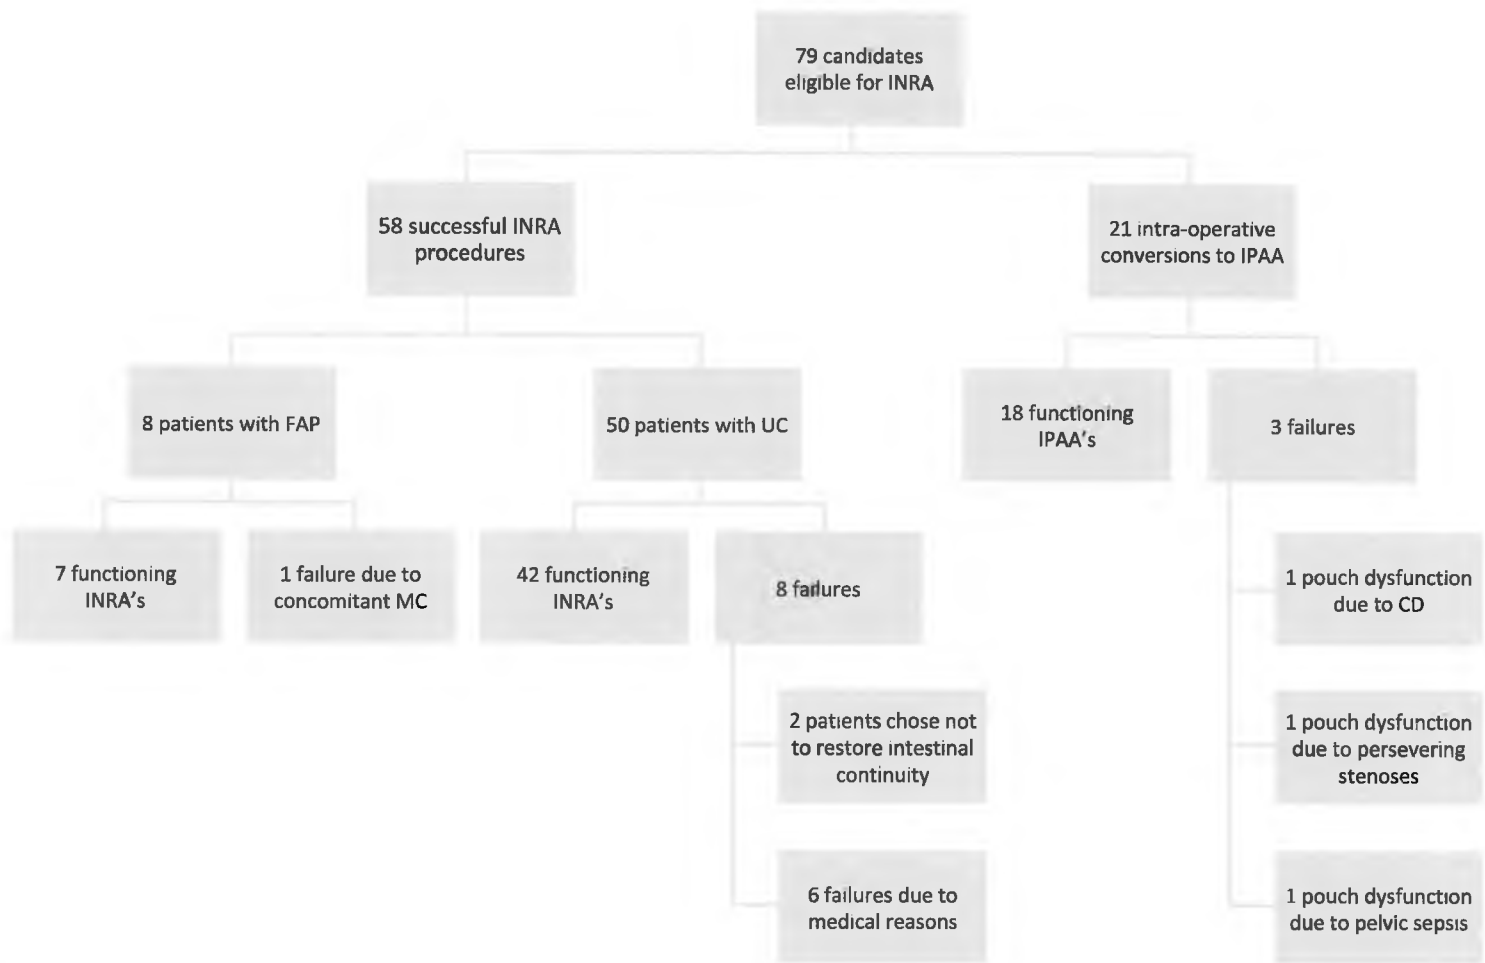 79 candidates
eligible for INRA
58 successful INRA
procedures
21 intra-operative
conversions to IPAA
8 patients with FAP
50 patients with UC
18 functioning
IPAA's
3 failures
7 functioning
INRA's
1 failure due to
concomitant MC
42 functioning
INRA's
8 failures
1 pouch dysfunction
due to CD
2 patients chose not
to restore intestinal
continuity
1 pouch dysfunction
due to persevering
stenoses
6 failures due to
medical reasons
1 pouch dysfunction
due to pelvic sepsis